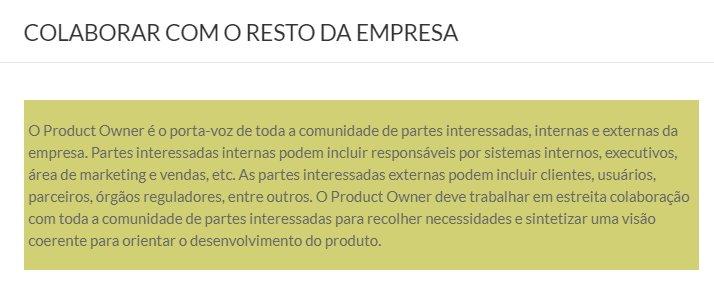 COLABORAR COM O RESTO DA EMPRESA
O Product Owner é o porta-voz de toda a comunidade de partes interessadas, internas e externas da
empresa. Partes interessadas internas podem incluir responsáveis por sistemas internos, executivos,
área de marketing e vendas, etc. As partes interessadas externas podem incluir clientes, usuários,
parceiros, órgãos reguladores, entre outros. O Product Owner deve trabalhar em estreita colaboração
com toda a comunidade de partes interessadas para recolher necessidades e sintetizar uma visão
coerente para orientar o desenvolvimento do produto.